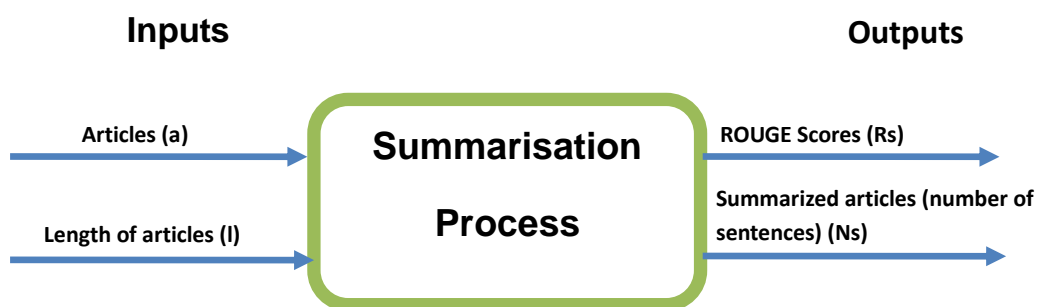 Inputs
Outputs
Articles (a)
Length of articles (l)
Summarisation
Process
ROUGE Scores (Rs)
Summarized articles (number of
sentences) (Ns)